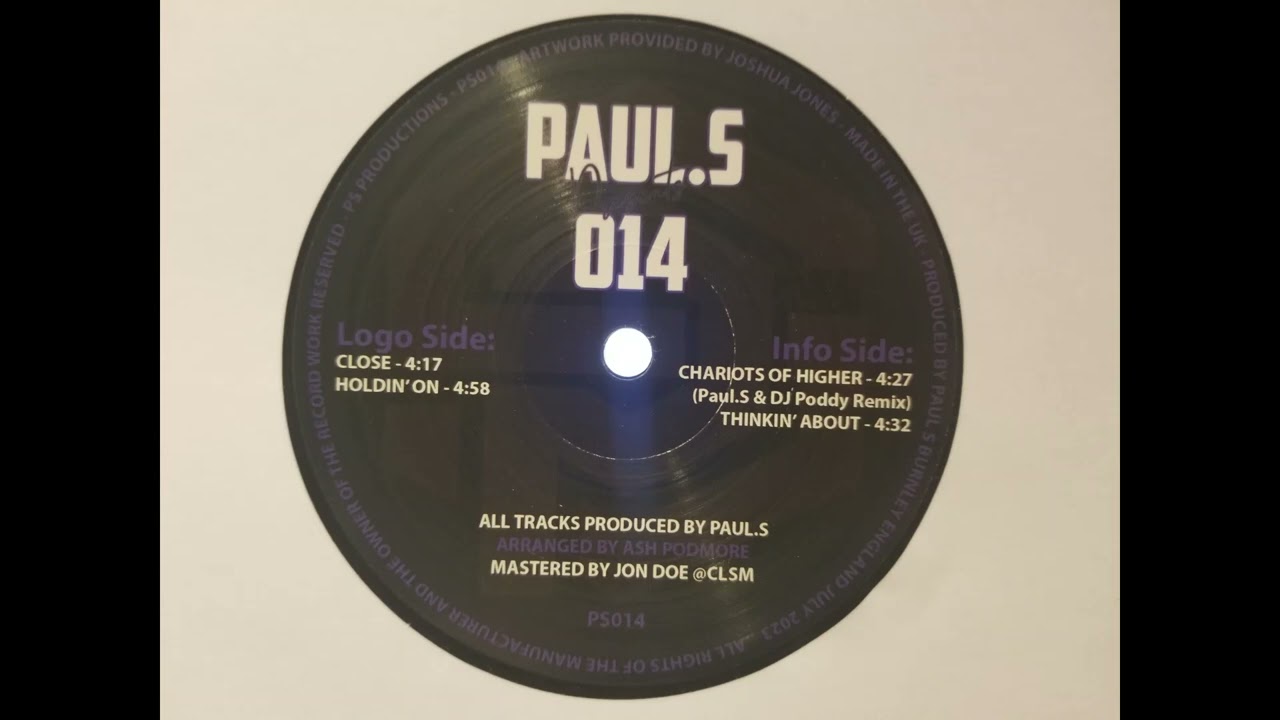 PAUL.S
014
Logo Side:
CLOSE - 4:17
HOLDIN' ON - 4:58
Info Side:
CHARIOTS OF HIGHER - 4:27
(Paul.S & DJ Poddy Remix)
THINKIN' ABOUT - 4:32
ALL TRACKS PRODUCED BY PAUL.S
ARRANGED BY ASH PODMORE
MASTERED BY JON DOE @CLSM
PS014
ARTWORK PROVIDED BY JOSHUA JONES - MADE IN THE UK - PRODUCED BY PAUL S BURNLEY ENGLAND JULY 2023 - ALL RIGHTS OF THE MANUFACTURER AND THE OWNER OF THE RECORD WORK RESERVED - PS PRODUCTIONS - PS014